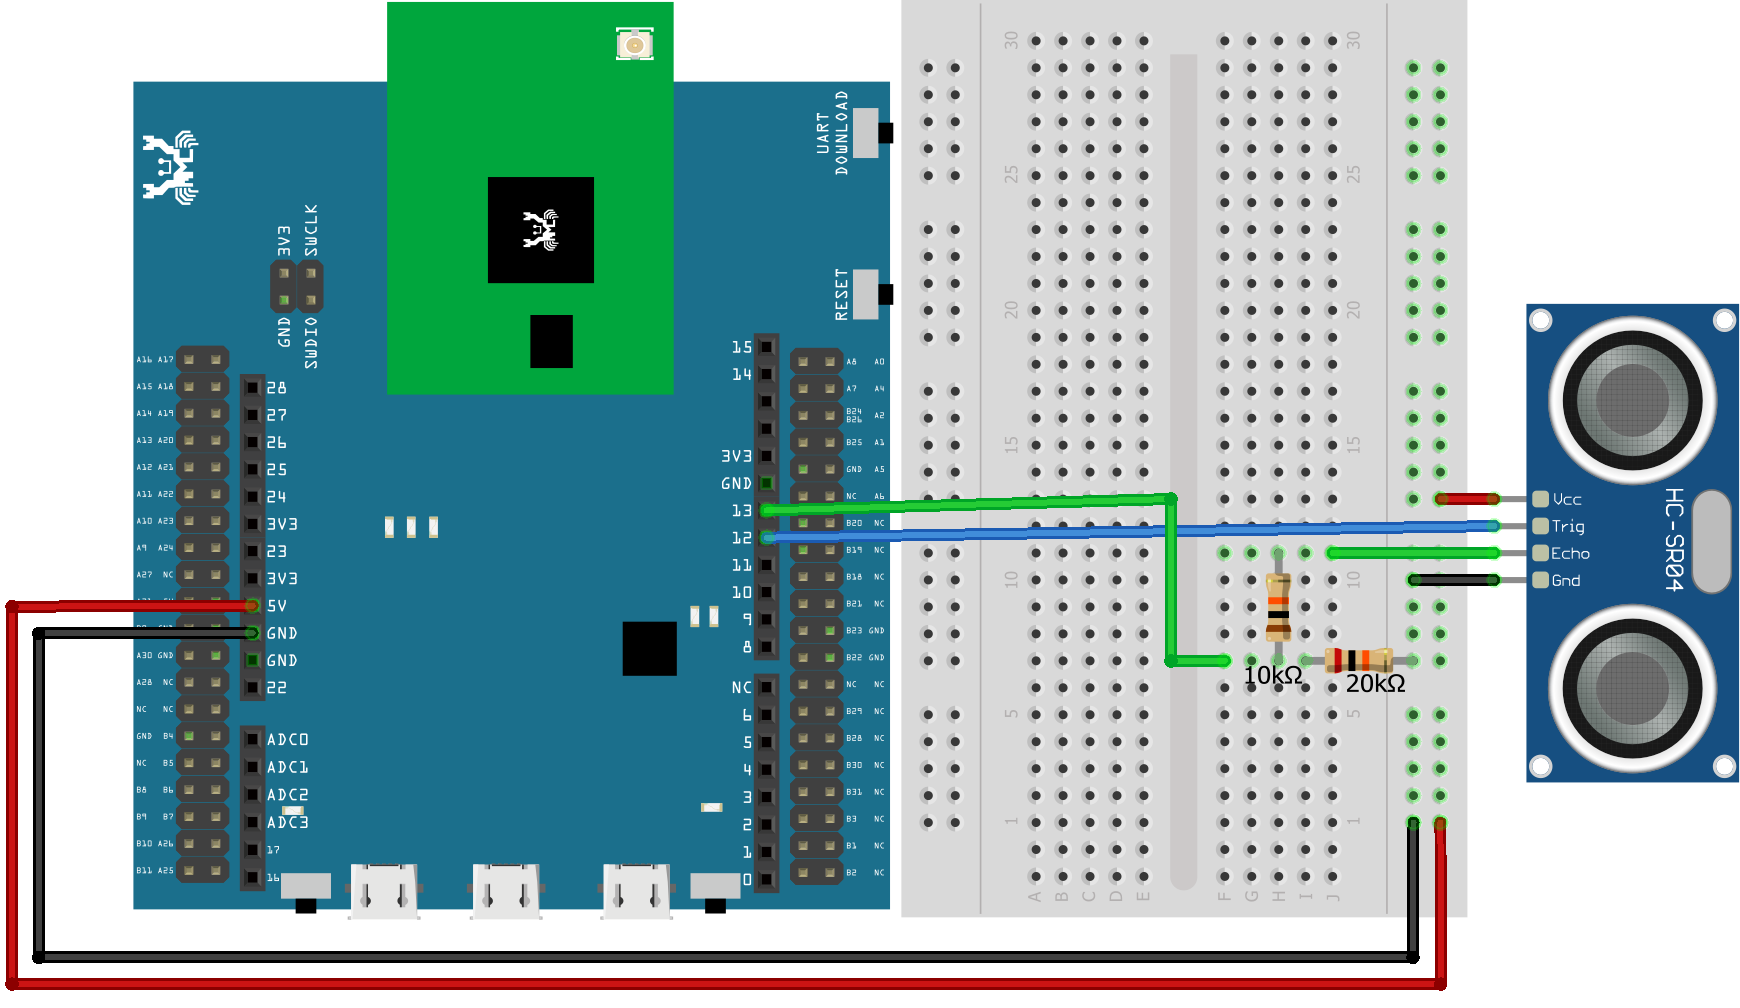 UART
DOWNLOAD
RESET
3V3
SWCLK
GND
SWDIO
A16 A17
A15 A18
A14 A19
A13 A20
A12 A21
A11 A22
A10 A23
A9 A24
A27 NC
A30 GND
A28 NC
NC NC
GND B4
NC B5
B8 B6
B9 B7
B10 A26
B11 A25
28
27
26
25
24
3V3
23
3V3
5V
GND
GND
22
ADC0
ADC1
ADC2
ADC3
17
16
15
14
3V3
GND
13
12
11
10
9
8
NC
6
5
4
3
2
1
0
A8 A0
A7 A4
B24
B26 A2
B25 A1
GND A5
NC A6
B20 NC
B19 NC
B18 NC
B21 NC
B23 GND
B22 GND
NC NC
B29 NC
B28 NC
B30 NC
B31 NC
B3 NC
B1 NC
B2 NC
30 30
25 25
20 20
15 15
10 10
5 5
1 1
A B C D E F G H I J
10kΩ
20kΩ
Vcc
Trig
Echo
Gnd
HC-SR04